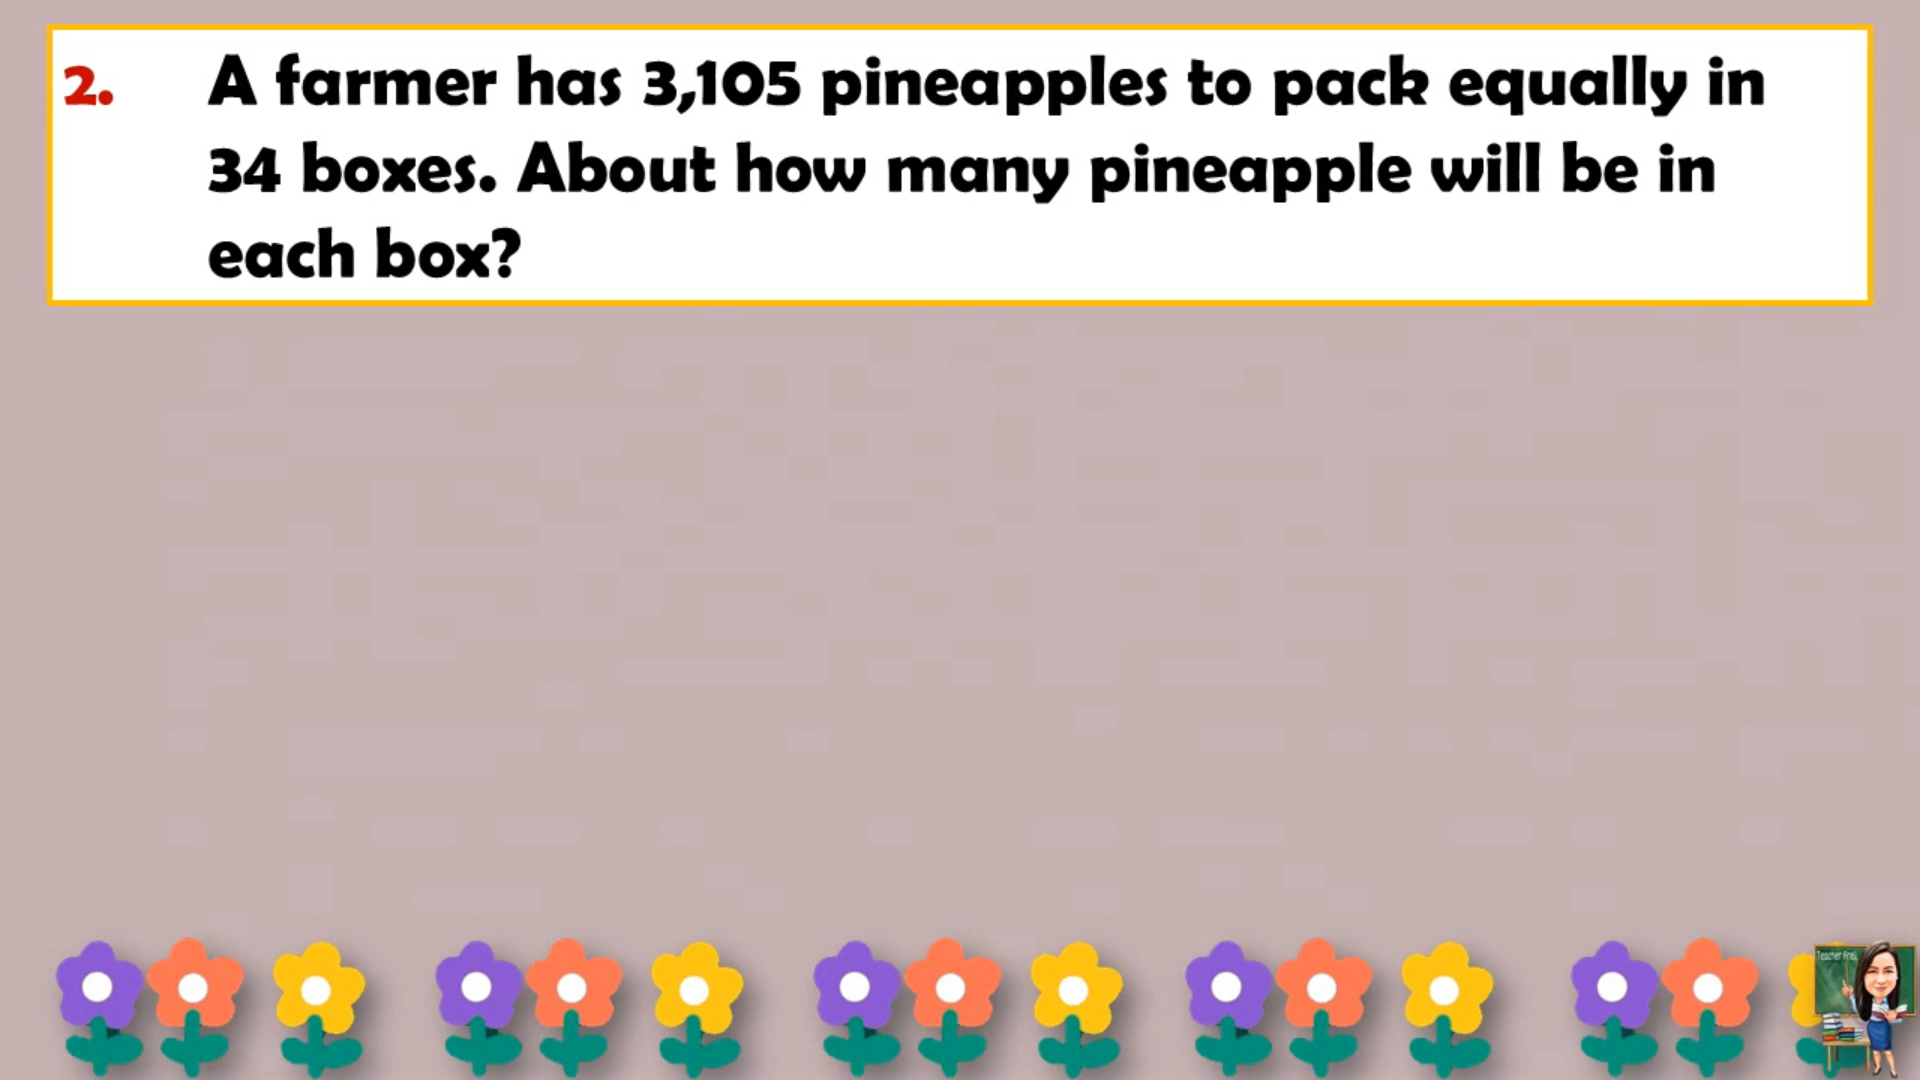 2. A farmer has 3,105 pineapples to pack equally in
34 boxes. About how many pineapple will be in
each box?